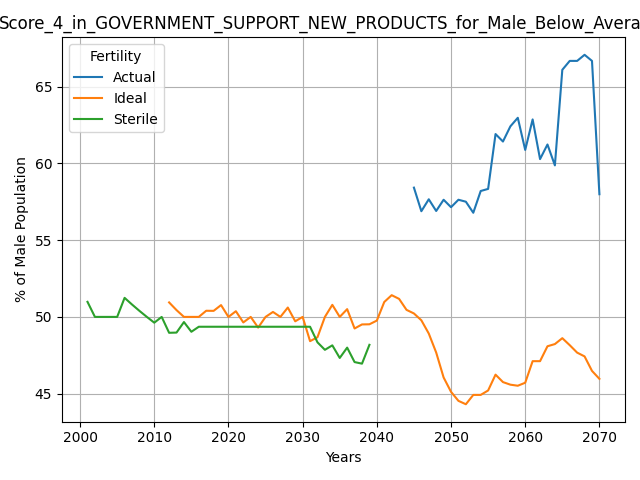 Score_4_in_GOVERNMENT_SUPPORT_NEW_PRODUCTS_for_Male_Below_Avera
Fertility
Actual
Ideal
Sterile
% of Male Population
65
60
55
50
45
2000 2010 2020 2030 2040 2050 2060 2070
Years